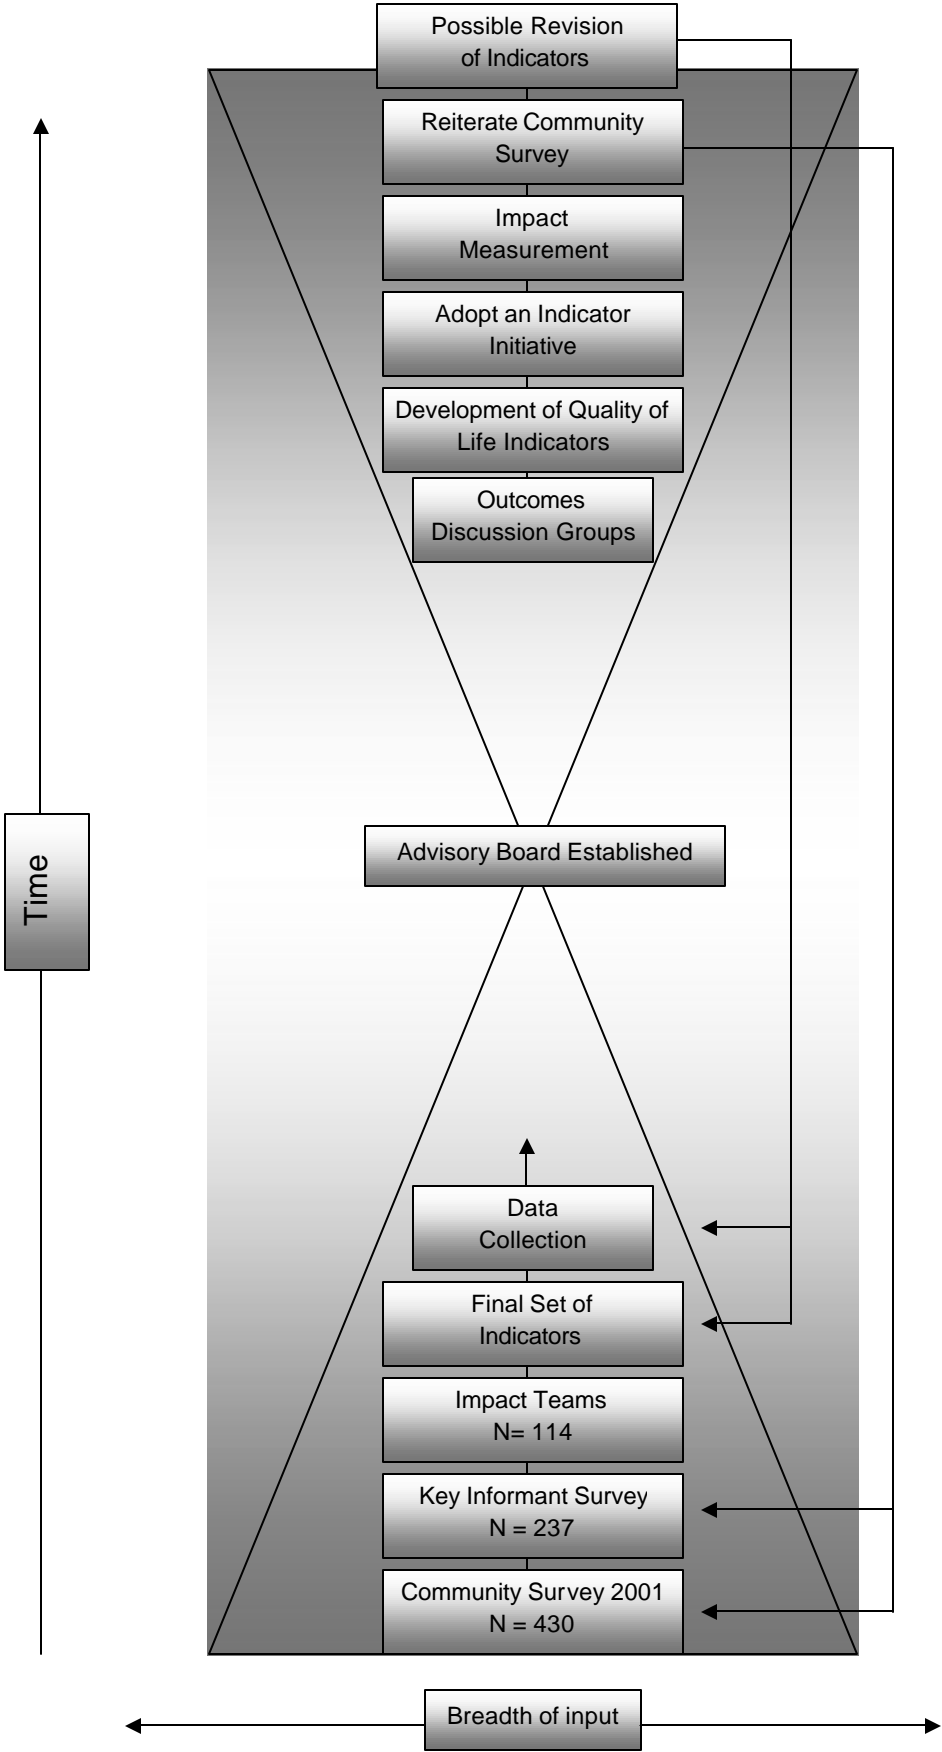 Possible Revision
of Indicators
Reiterate Community
Survey
Impact
Measurement
Adopt an Indicator
Initiative
Development of Quality of
Life Indicators
Outcomes
Discussion Groups
Advisory Board Established
Time
Data
Collection
Final Set of
Indicators
Impact Teams
N= 114
Key Informant Survey
N = 237
Community Survey 2001
N = 430
Breadth of input